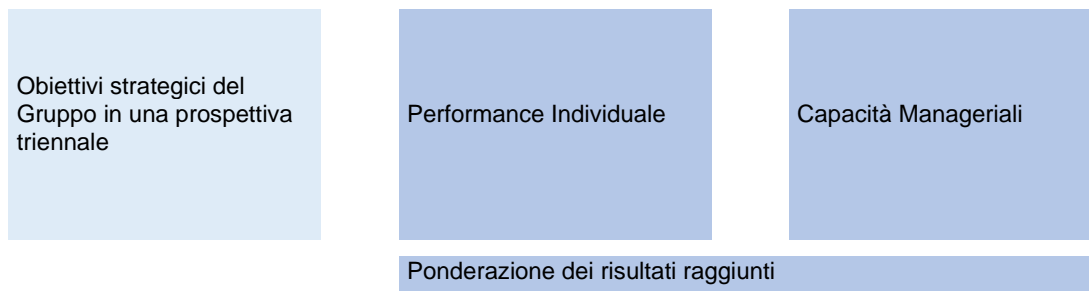 Obiettivi strategici del
Gruppo in una prospettiva
triennale
Performance Individuale
Capacità Manageriali
Ponderazione dei risultati raggiunti